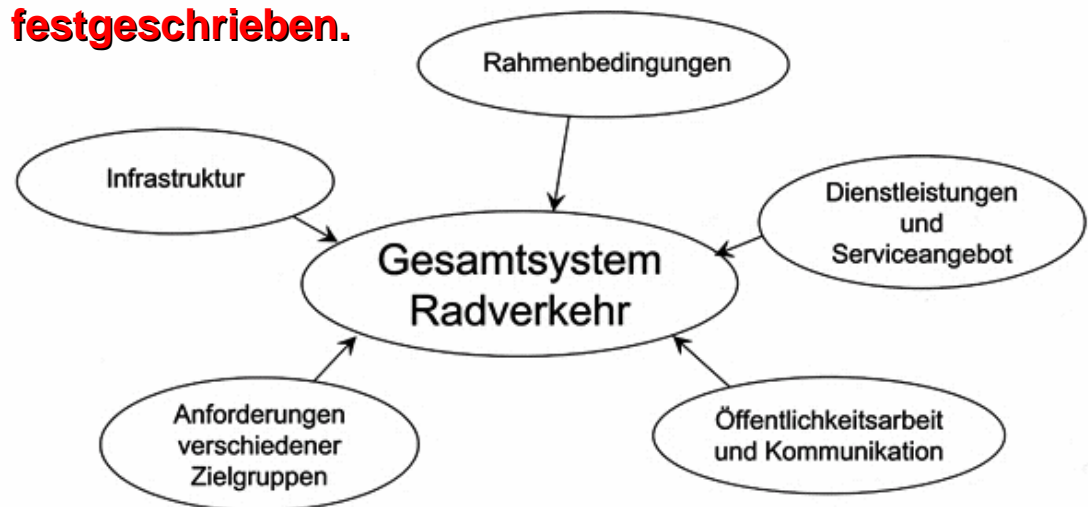 festgeschrieben.
Rahmenbedingungen
Infrastruktur
Dienstleistungen
und
Serviceangebot
Gesamtsystem
Radverkehr
Anforderungen
verschiedener
Zielgruppen
Öffentlichkeitsarbeit
und Kommunikation